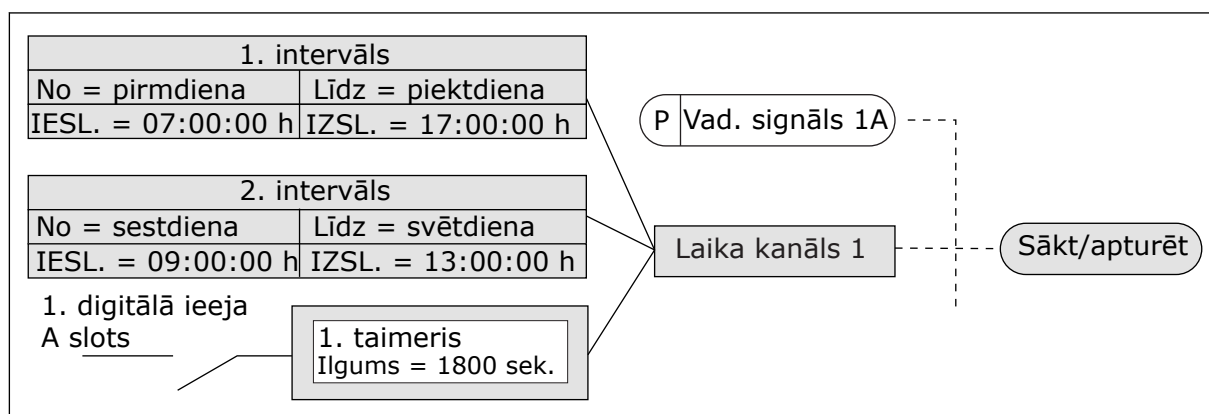 1. intervāls
No = pirmdiena
Līdz = piektdiena
IESL. = 07:00:00 h
IZSL. = 17:00:00 h
2. intervāls
No = sestdiena
Līdz = svētdiena
IESL. = 09:00:00 h
IZSL. = 13:00:00 h
1. digitālā ieeja
A slots
1. taimeris
Ilgums = 1800 sek.
P
Vad. signāls 1A
Laika kanāls 1
Sākt/apturēt